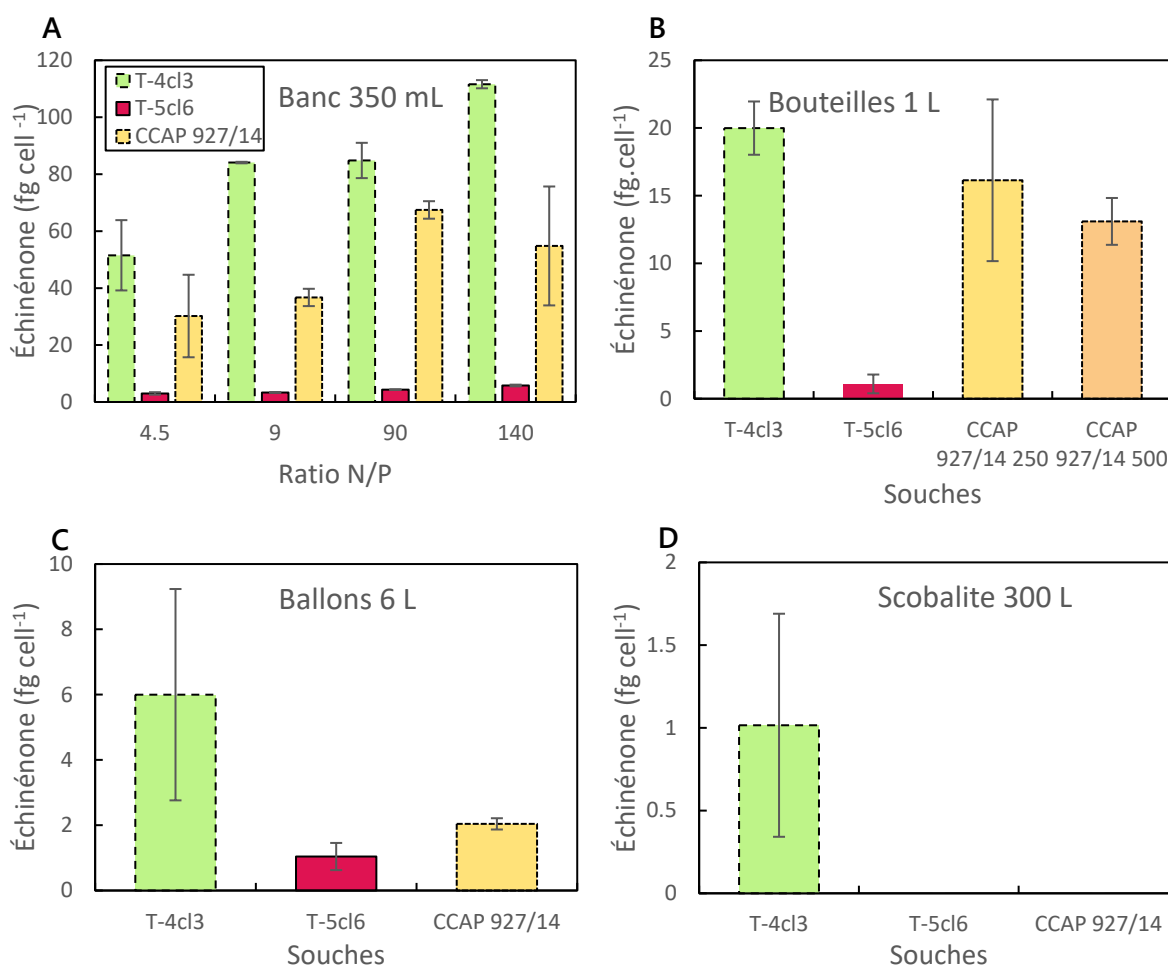 A
Banc 350 mL
T-4cl3
T-5cl6
CCAP 927/14
Échinénone (fg cell -1)
120
100
80
60
40
20
0
4.5 9 90 140
Ratio N/P
B
Bouteilles 1 L
Échinénone (fg.cell-1)
25
20
15
10
5
0
T-4cl3 T-5cl6 CCAP CCAP
927/14 250 927/14 500
Souches
C
Ballons 6 L
Échinénone (fg cell-1)
10
8
6
4
2
0
T-4cl3 T-5cl6 CCAP 927/14
Souches
D
Scobalite 300 L
Échinénone (fg cell-1)
2
1.5
1
0.5
0
T-4cl3 T-5cl6 CCAP 927/14
Souches